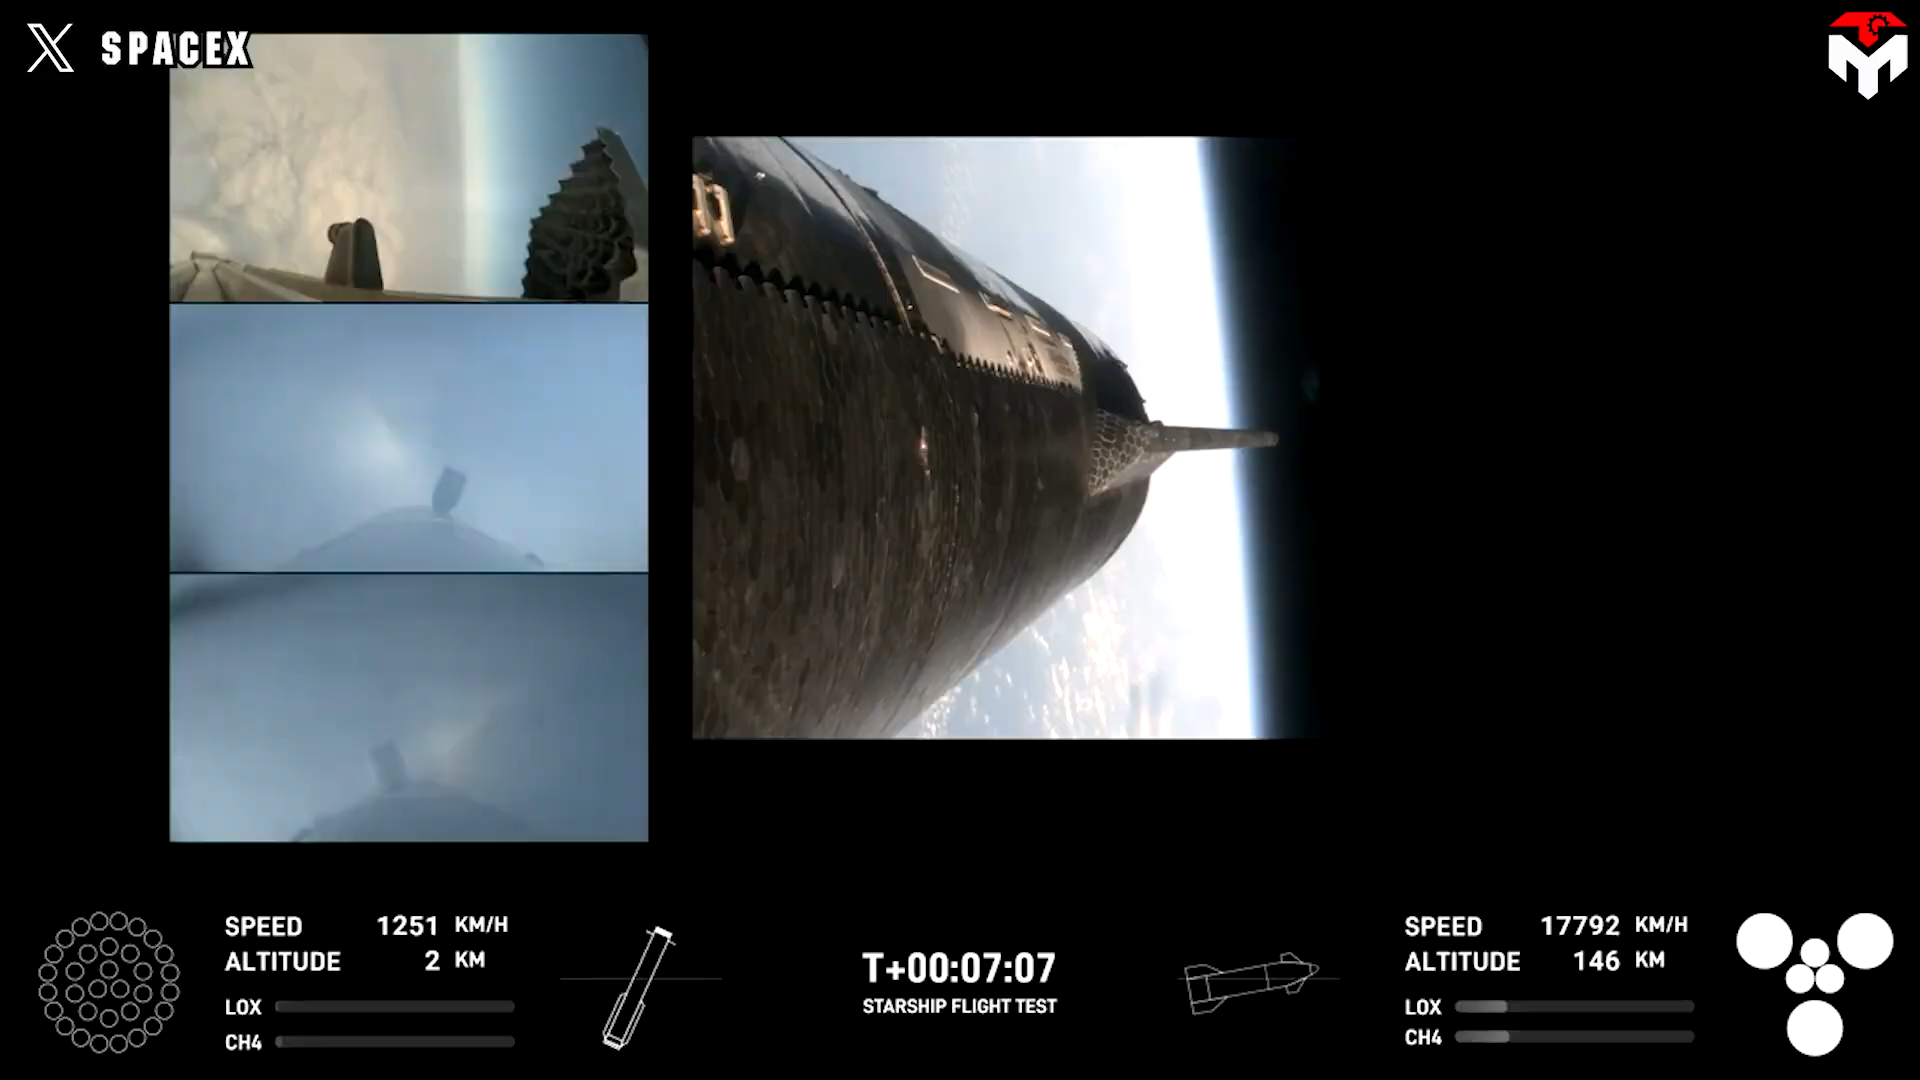 X SPACEX
SPEED 1251 KM/H
ALTITUDE 2 KM
LOX
CH4
T+00:07:07
STARSHIP FLIGHT TEST
SPEED 17792 KM/H
ALTITUDE 146 KM
LOX
CH4